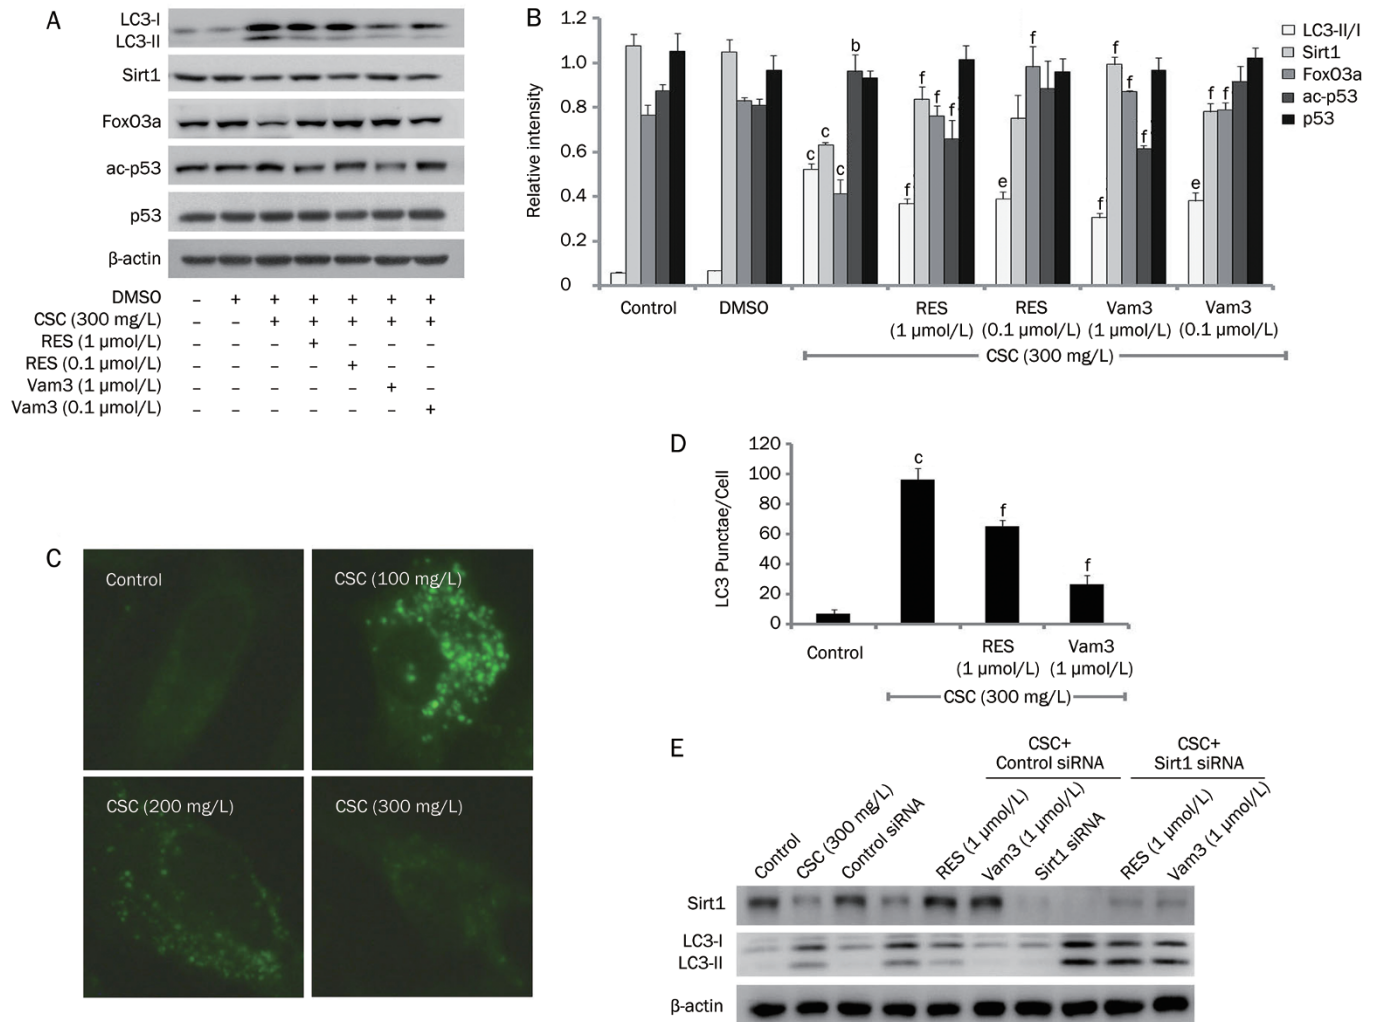 A
LC3-I
LC3-II
Sirt1
FoxO3a
ac-p53
p53
β-actin
DMSO – + + + + + +
CSC (300 mg/L) – – + + + + +
RES (1 µmol/L) – – – + – – –
RES (0.1 µmol/L) – – – – + – –
Vam3 (1 µmol/L) – – – – – + –
Vam3 (0.1 µmol/L) – – – – – – +
B
Relative intensity
1.2
1.0
0.8
0.6
0.4
0.2
0
c c c b
f f f f
e f
f f f f
e f f
LC3-II/I
Sirt1
FoxO3a
ac-p53
p53
Control DMSO RES (1 µmol/L) RES (0.1 µmol/L) Vam3 (1 µmol/L) Vam3 (0.1 µmol/L)
CSC (300 mg/L)
C
Control
CSC (100 mg/L)
CSC (200 mg/L)
CSC (300 mg/L)
D
LC3 Punctae/Cell
120
100
80
60
40
20
0
c
f
f
Control RES (1 µmol/L) Vam3 (1 µmol/L)
CSC (300 mg/L)
E
CSC+ Control siRNA
CSC+ Sirt1 siRNA
Control
CSC (300 mg/L)
Control siRNA
RES (1 µmol/L)
Vam3 (1 µmol/L)
Sirt1 siRNA
RES (1 µmol/L)
Vam3 (1 µmol/L)
Sirt1
LC3-I
LC3-II
β-actin